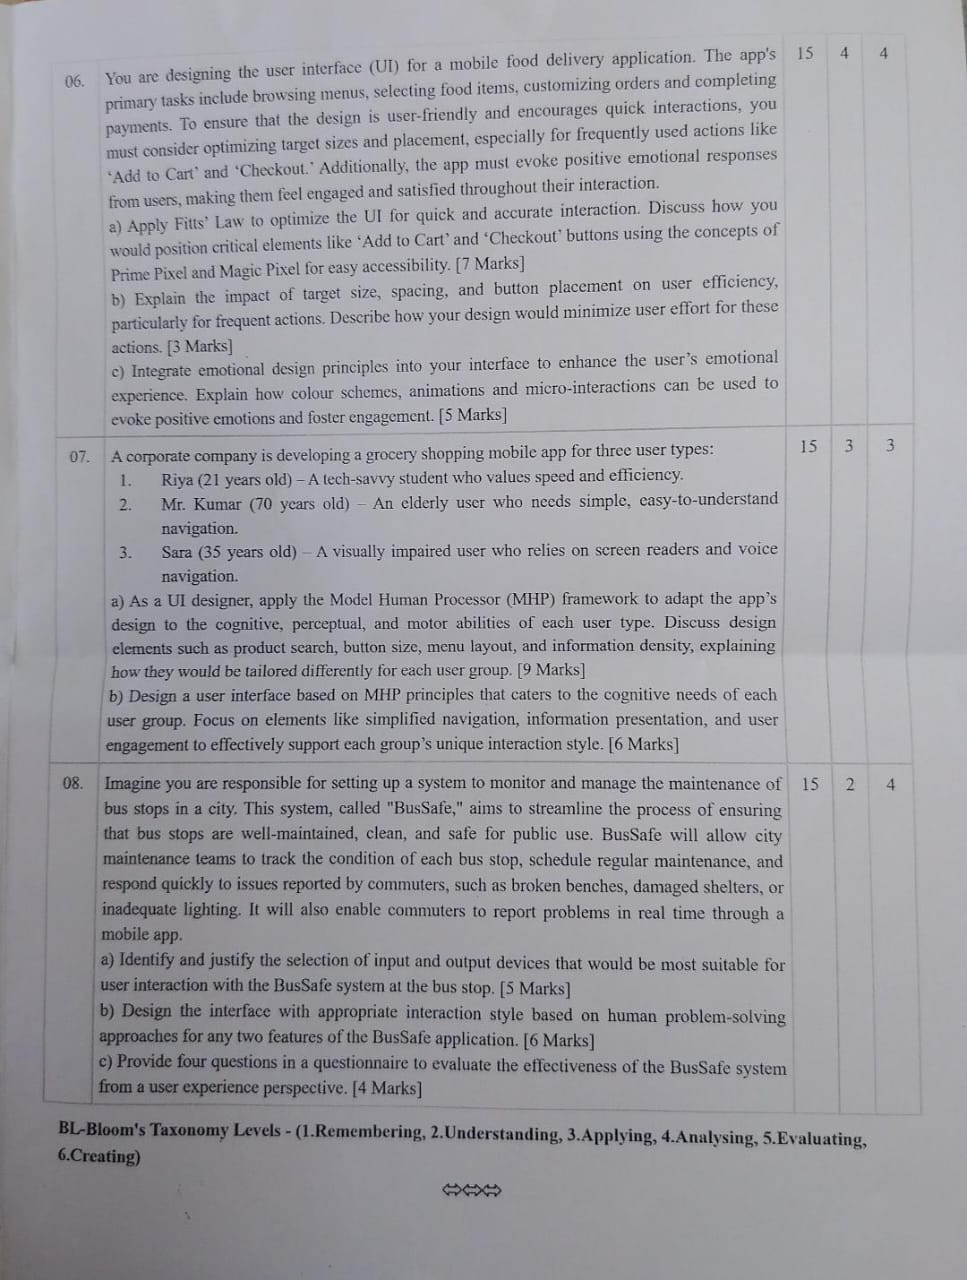 06. You are designing the user interface (UI) for a mobile food delivery application. The app's 15 4 4
primary tasks include browsing menus, selecting food items, customizing orders and completing
payments. To ensure that the design is user-friendly and encourages quick interactions, you
must consider optimizing target sizes and placement, especially for frequently used actions like
‘Add to Cart’ and ‘Checkout.’ Additionally, the app must evoke positive emotional responses
from users, making them feel engaged and satisfied throughout their interaction.
a) Apply Fitts’ Law to optimize the UI for quick and accurate interaction. Discuss how you
would position critical elements like ‘Add to Cart’ and ‘Checkout’ buttons using the concepts of
Prime Pixel and Magic Pixel for easy accessibility. [7 Marks]
b) Explain the impact of target size, spacing, and button placement on user efficiency,
particularly for frequent actions. Describe how your design would minimize user effort for these
actions. [3 Marks]
c) Integrate emotional design principles into your interface to enhance the user’s emotional
experience. Explain how colour schemes, animations and micro-interactions can be used to
evoke positive emotions and foster engagement. [5 Marks]
07. A corporate company is developing a grocery shopping mobile app for three user types: 15 3 3
1. Riya (21 years old) – A tech-savvy student who values speed and efficiency.
2. Mr. Kumar (70 years old) – An elderly user who needs simple, easy-to-understand
navigation.
3. Sara (35 years old) – A visually impaired user who relies on screen readers and voice
navigation.
a) As a UI designer, apply the Model Human Processor (MHP) framework to adapt the app’s
design to the cognitive, perceptual, and motor abilities of each user type. Discuss design
elements such as product search, button size, menu layout, and information density, explaining
how they would be tailored differently for each user group. [9 Marks]
b) Design a user interface based on MHP principles that caters to the cognitive needs of each
user group. Focus on elements like simplified navigation, information presentation, and user
engagement to effectively support each group’s unique interaction style. [6 Marks]
08. Imagine you are responsible for setting up a system to monitor and manage the maintenance of 15 2 4
bus stops in a city. This system, called "BusSafe," aims to streamline the process of ensuring
that bus stops are well-maintained, clean, and safe for public use. BusSafe will allow city
maintenance teams to track the condition of each bus stop, schedule regular maintenance, and
respond quickly to issues reported by commuters, such as broken benches, damaged shelters, or
inadequate lighting. It will also enable commuters to report problems in real time through a
mobile app.
a) Identify and justify the selection of input and output devices that would be most suitable for
user interaction with the BusSafe system at the bus stop. [5 Marks]
b) Design the interface with appropriate interaction style based on human problem-solving
approaches for any two features of the BusSafe application. [6 Marks]
c) Provide four questions in a questionnaire to evaluate the effectiveness of the BusSafe system
from a user experience perspective. [4 Marks]
BL-Bloom's Taxonomy Levels - (1.Remembering, 2.Understanding, 3.Applying, 4.Analysing, 5.Evaluating,
6.Creating)
⇔⇔⇔